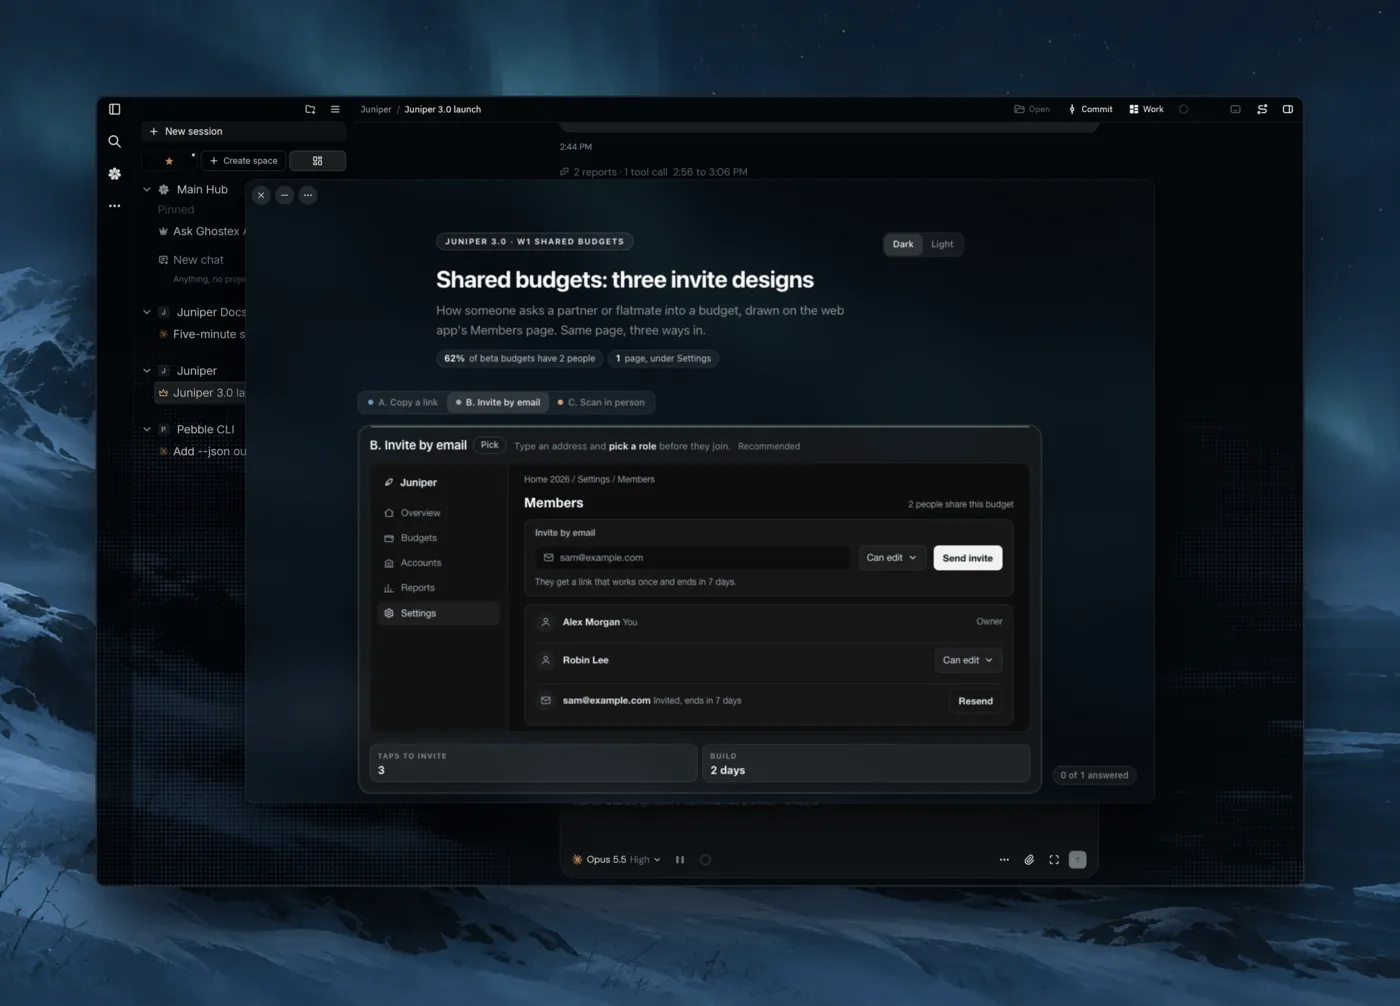 Juniper / Juniper 3.0 launch
Open
Commit
Work
+ New session
Create space
2:44 PM
2 reports · 1 tool call 2:56 to 3:06 PM
Main Hub
Pinned
Ask Ghostex
New chat
Anything, no
J Juniper Docs
Five-minute
J Juniper
Juniper 3.0
P Pebble CLI
Add --json
JUNIPER 3.0 · W1 SHARED BUDGETS
Dark Light
Shared budgets: three invite designs
How someone asks a partner or flatmate into a budget, drawn on the web
app's Members page. Same page, three ways in.
62% of beta budgets have 2 people
1 page, under Settings
A. Copy a link
B. Invite by email
C. Scan in person
B. Invite by email Pick Type an address and pick a role before they join. Recommended
Juniper
Overview
Budgets
Accounts
Reports
Settings
Home 2026 / Settings / Members
Members
2 people share this budget
Invite by email
sam@example.com
Can edit
Send invite
They get a link that works once and ends in 7 days.
Alex Morgan You
Owner
Robin Lee
Can edit
sam@example.com Invited, ends in 7 days
Resend
TAPS TO INVITE
3
BUILD
2 days
0 of 1 answered
Opus 5.5 High